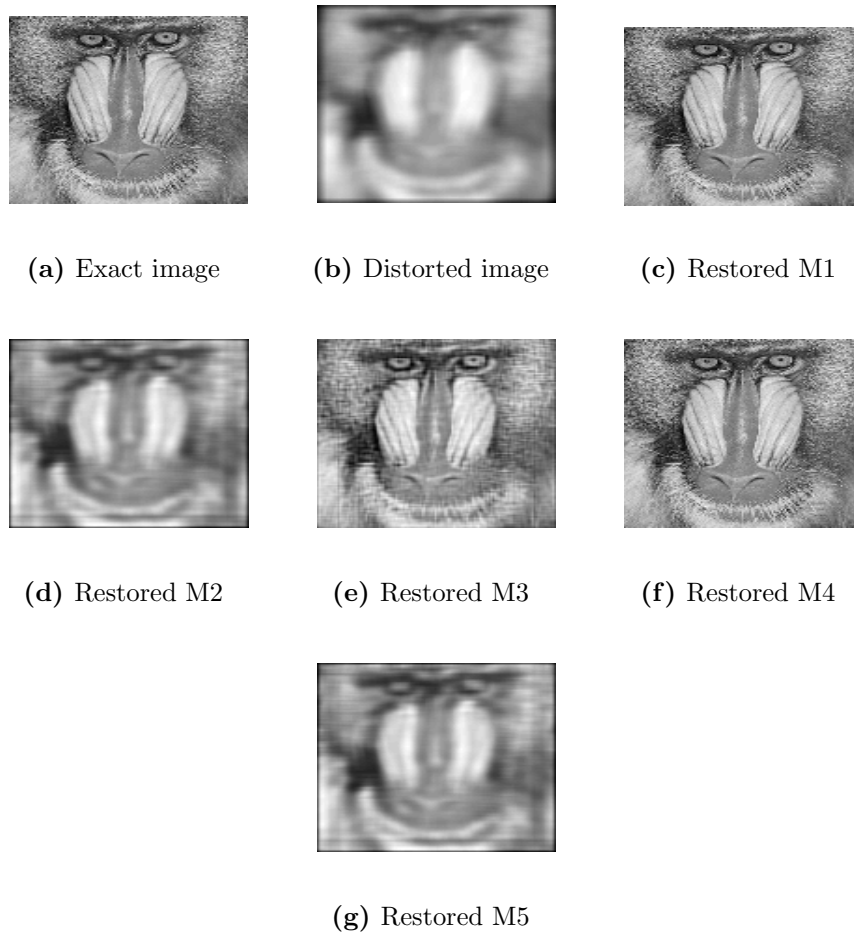 (a) Exact image
(b) Distorted image
(c) Restored M1
(d) Restored M2
(e) Restored M3
(f) Restored M4
(g) Restored M5